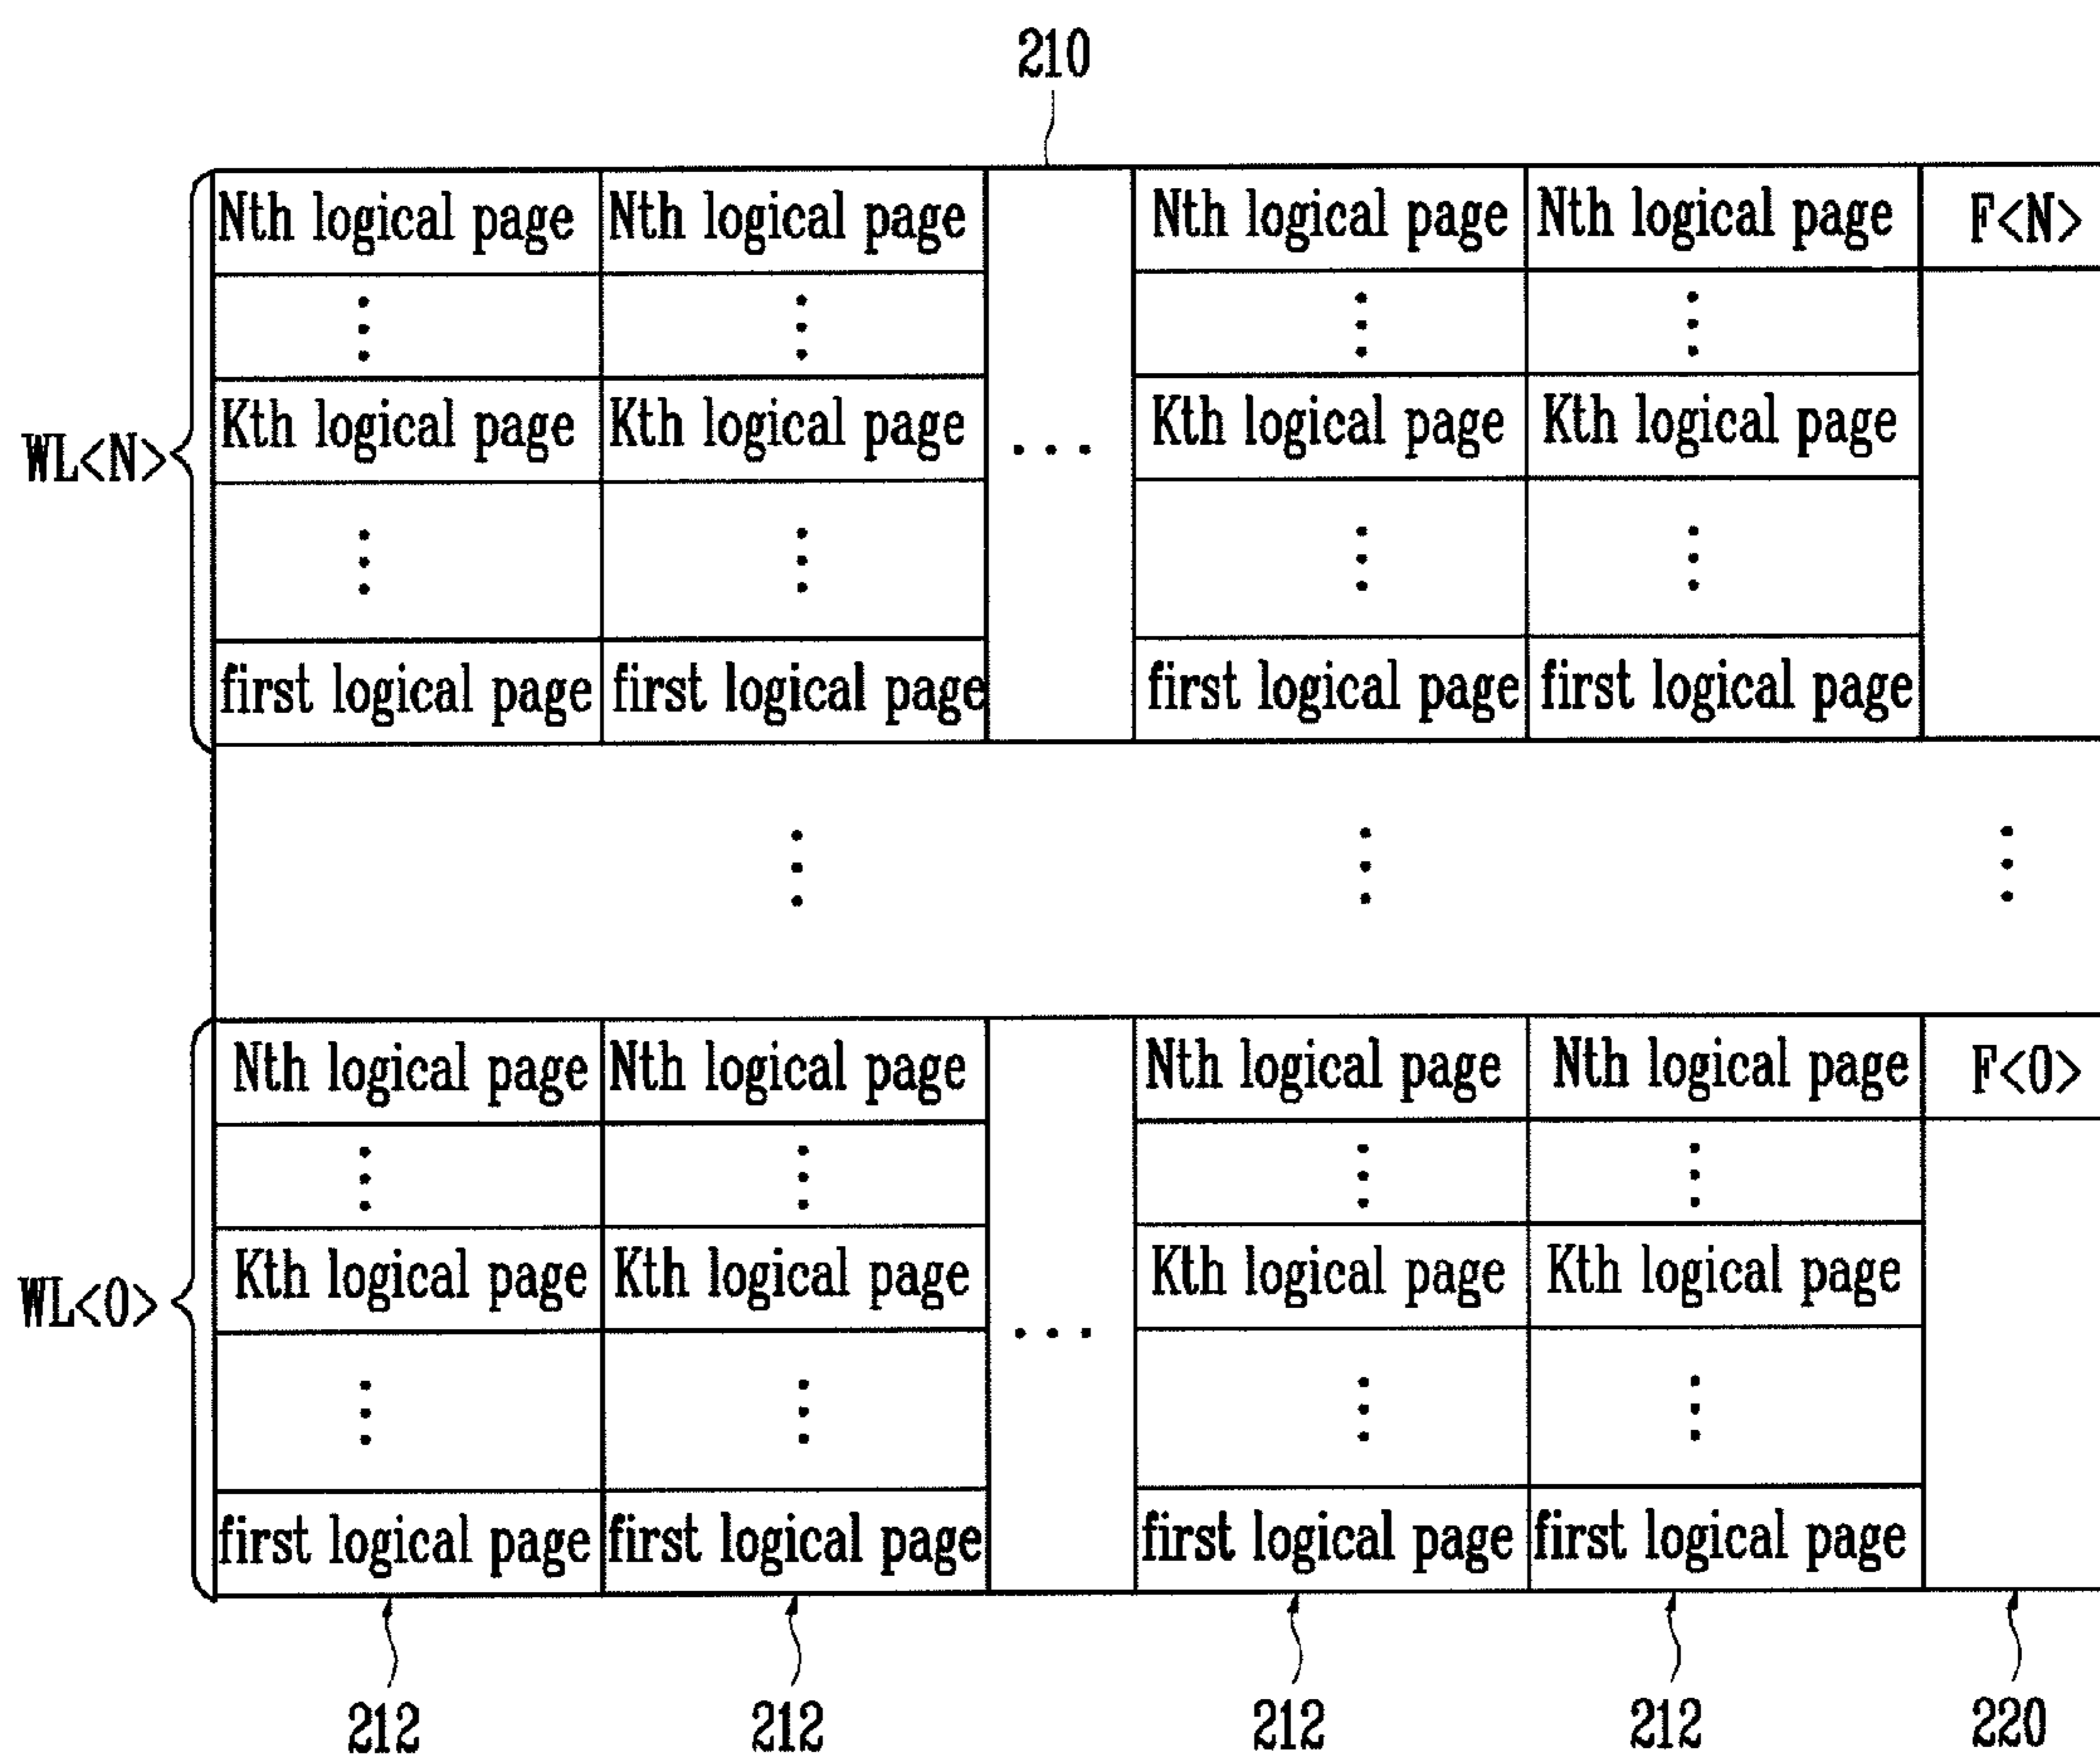 210
Nth logical page Nth logical page Nth logical page Nth logical page F<N>
WL<N> Kth logical page Kth logical page ... Kth logical page Kth logical page
first logical page first logical page first logical page first logical page
Nth logical page Nth logical page Nth logical page Nth logical page F<0>
WL<0> Kth logical page Kth logical page ... Kth logical page Kth logical page
first logical page first logical page first logical page first logical page
212 212 212 212 220